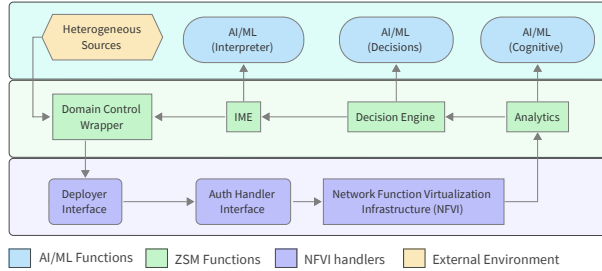 Heterogeneous
Sources
AI/ML
(Interpreter)
AI/ML
(Decisions)
AI/ML
(Cognitive)
Domain Control
Wrapper
IME
Decision Engine
Analytics
Deployer
Interface
Auth Handler
Interface
Network Function Virtualization
Infrastructure (NFVI)
AI/ML Functions
ZSM Functions
NFVI handlers
External Environment